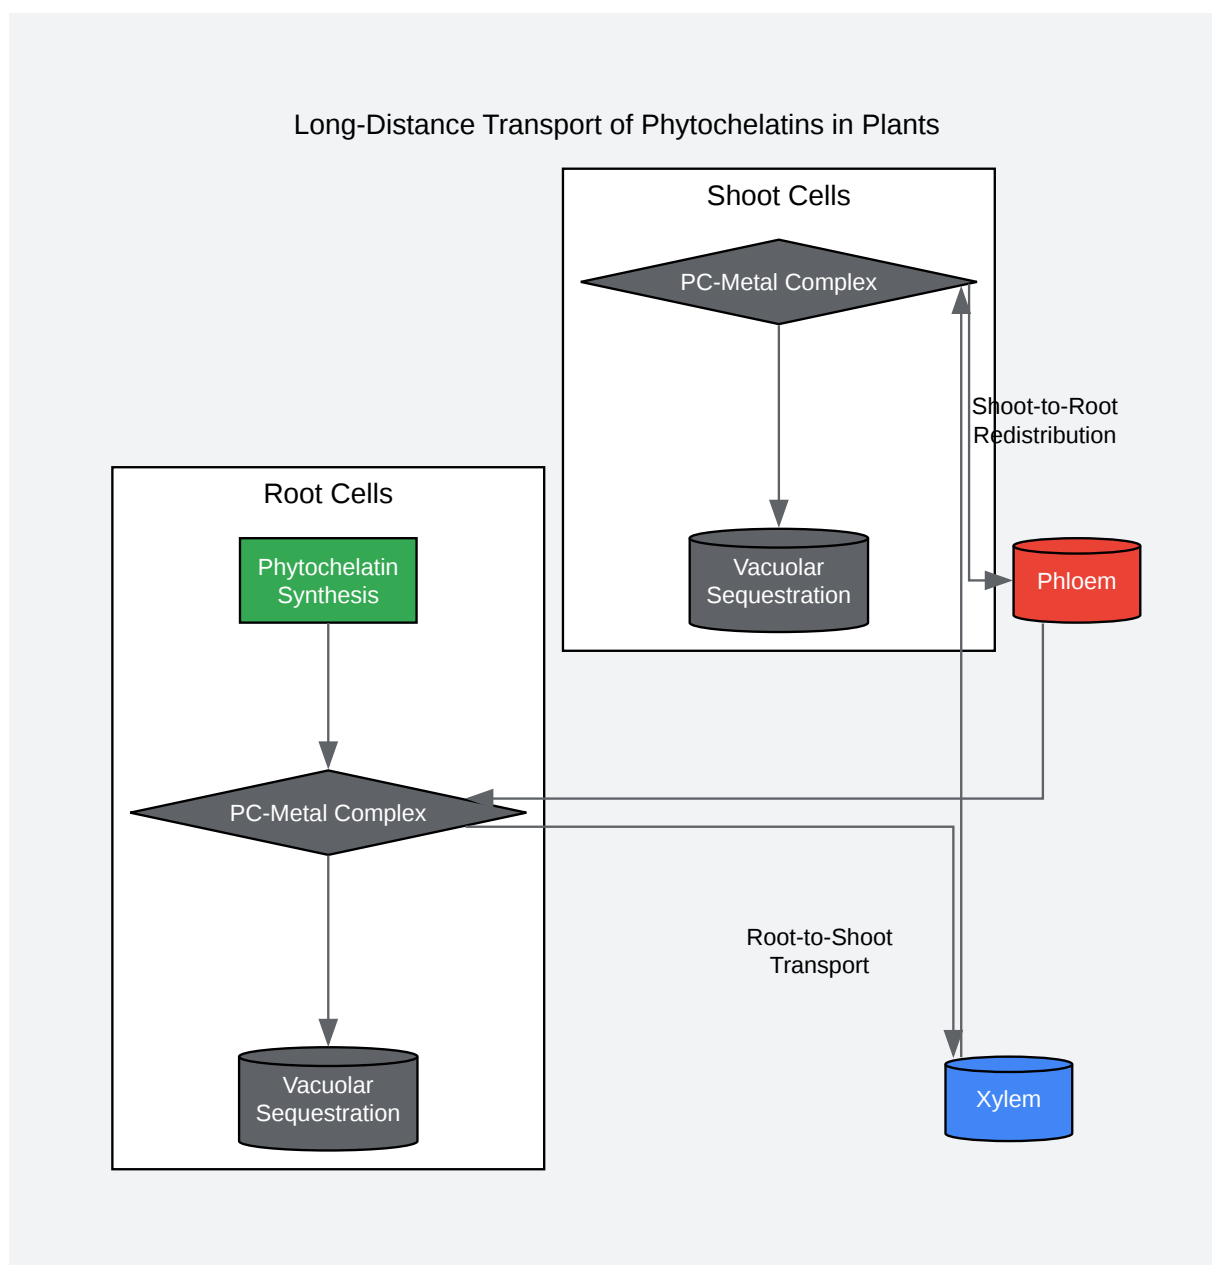 Long-Distance Transport of Phytochelatins in Plants
Shoot Cells
PC-Metal Complex
Shoot-to-Root
Redistribution
Root Cells
Phytochelatin
Synthesis
Vacuolar
Sequestration
Phloem
PC-Metal Complex
Root-to-Shoot
Transport
Vacuolar
Sequestration
Xylem